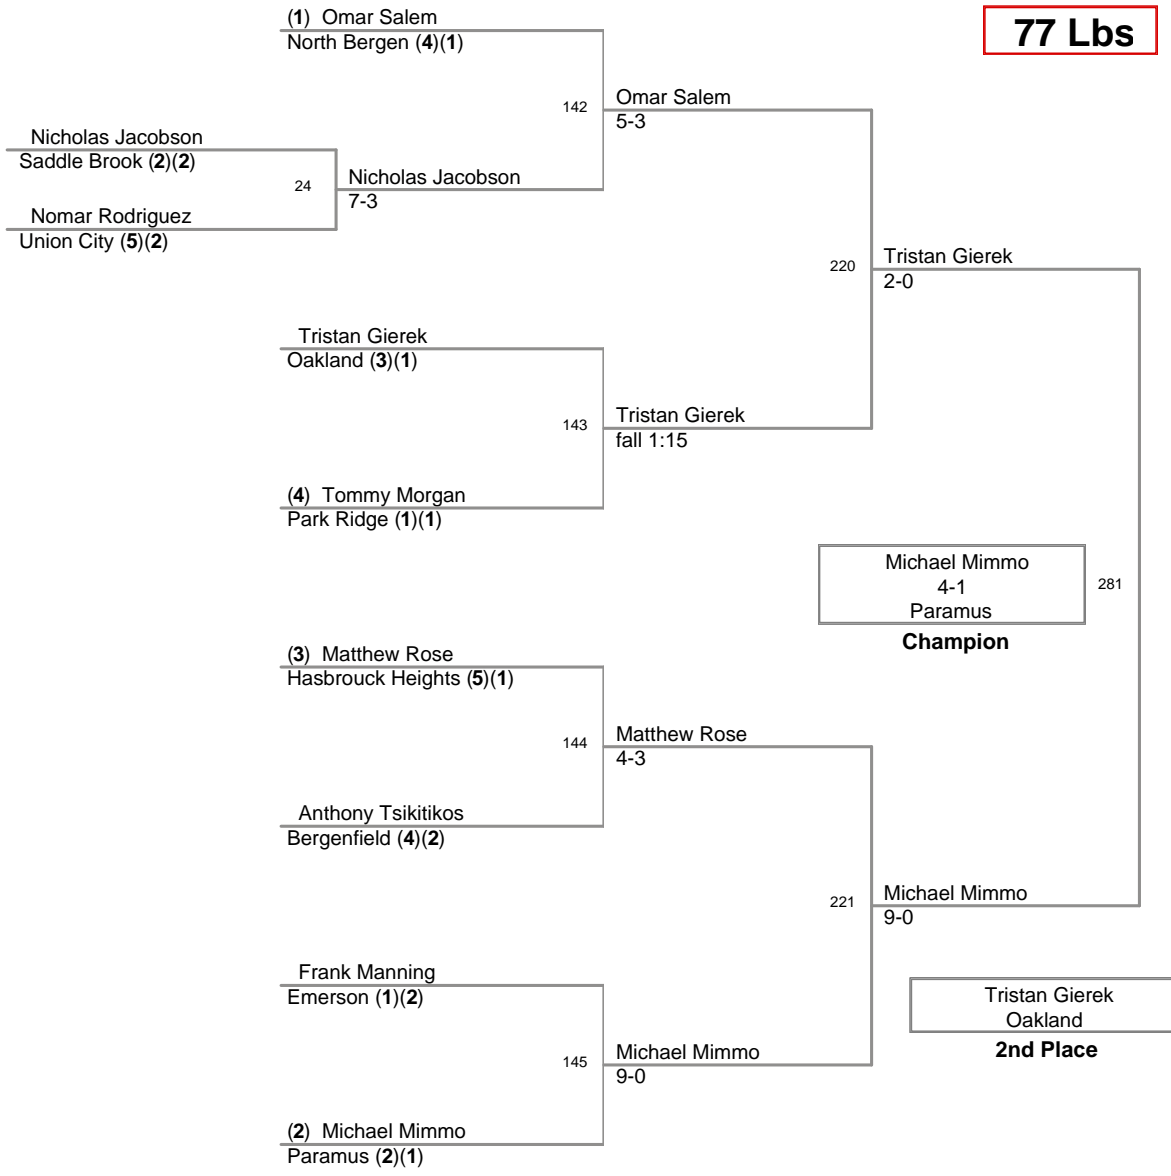 (1) Omar Salem
North Bergen (4)(1)
77 Lbs
142
Omar Salem
5-3
Nicholas Jacobson
Saddle Brook (2)(2)
24
Nicholas Jacobson
7-3
Nomar Rodriguez
Union City (5)(2)
220
Tristan Gierek
2-0
Tristan Gierek
Oakland (3)(1)
143
Tristan Gierek
fall 1:15
(4) Tommy Morgan
Park Ridge (1)(1)
Michael Mimmo
4-1
Paramus
Champion
281
(3) Matthew Rose
Hasbrouck Heights (5)(1)
144
Matthew Rose
4-3
Anthony Tsikitikos
Bergenfield (4)(2)
221
Michael Mimmo
9-0
Frank Manning
Emerson (1)(2)
Tristan Gierek
Oakland
2nd Place
145
Michael Mimmo
9-0
(2) Michael Mimmo
Paramus (2)(1)